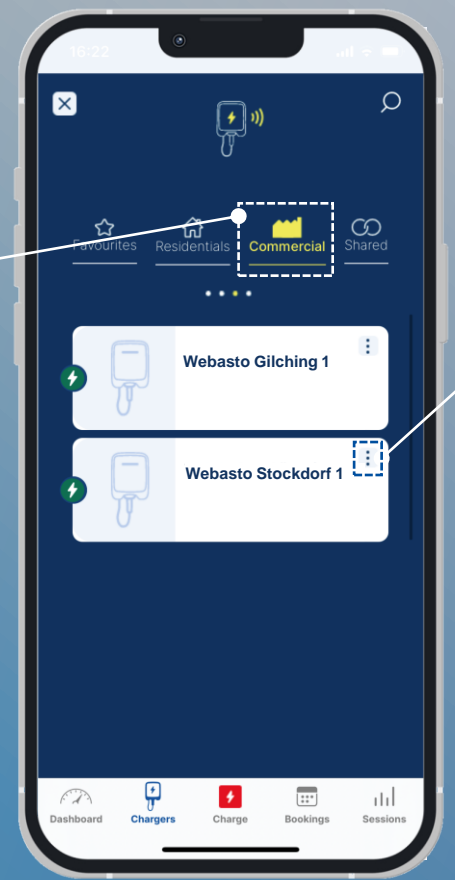 16:22
Favourites Residentials Commercial Shared
Webasto Gilching 1
Webasto Stockdorf 1
Dashboard Chargers Charge Bookings Sessions